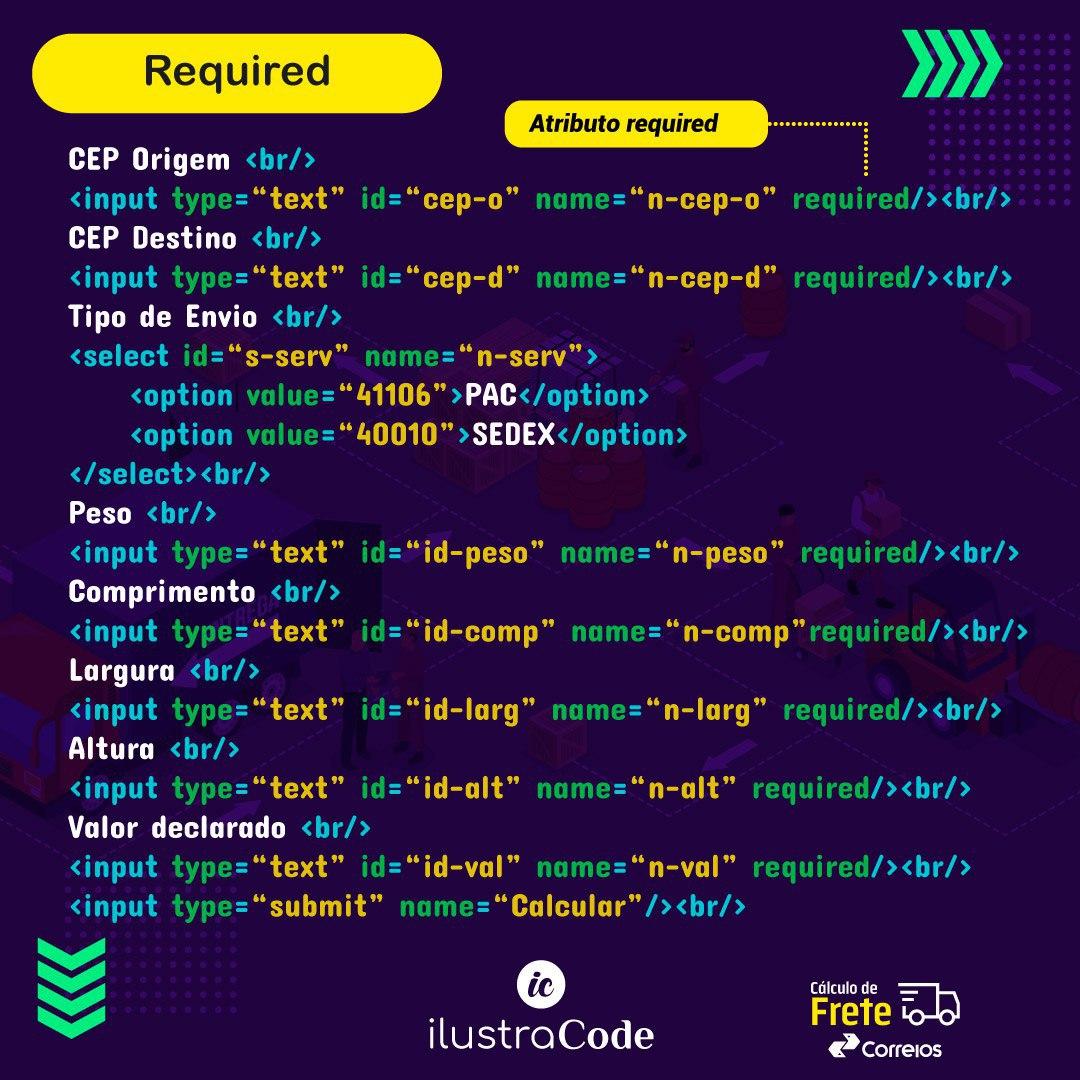 Required
Atributo required
CEP Origem <br/>
<input type=“text” id=“cep-o” name=“n-cep-o” required/><br/>
CEP Destino <br/>
<input type=“text” id=“cep-d” name=“n-cep-d” required/><br/>
Tipo de Envio <br/>
<select id=“s-serv” name=“n-serv”>
<option value=“41106”>PAC</option>
<option value=“40010”>SEDEX</option>
</select><br/>
Peso <br/>
<input type=“text” id=“id-peso” name=“n-peso” required/><br/>
Comprimento <br/>
<input type=“text” id=“id-comp” name=“n-comp”required/><br/>
Largura <br/>
<input type=“text” id=“id-larg” name=“n-larg” required/><br/>
Altura <br/>
<input type=“text” id=“id-alt” name=“n-alt” required/><br/>
Valor declarado <br/>
<input type=“text” id=“id-val” name=“n-val” required/><br/>
<input type=“submit” name=“Calcular”/><br/>
ic
ilustraCode
Cálculo de
Frete
Correios